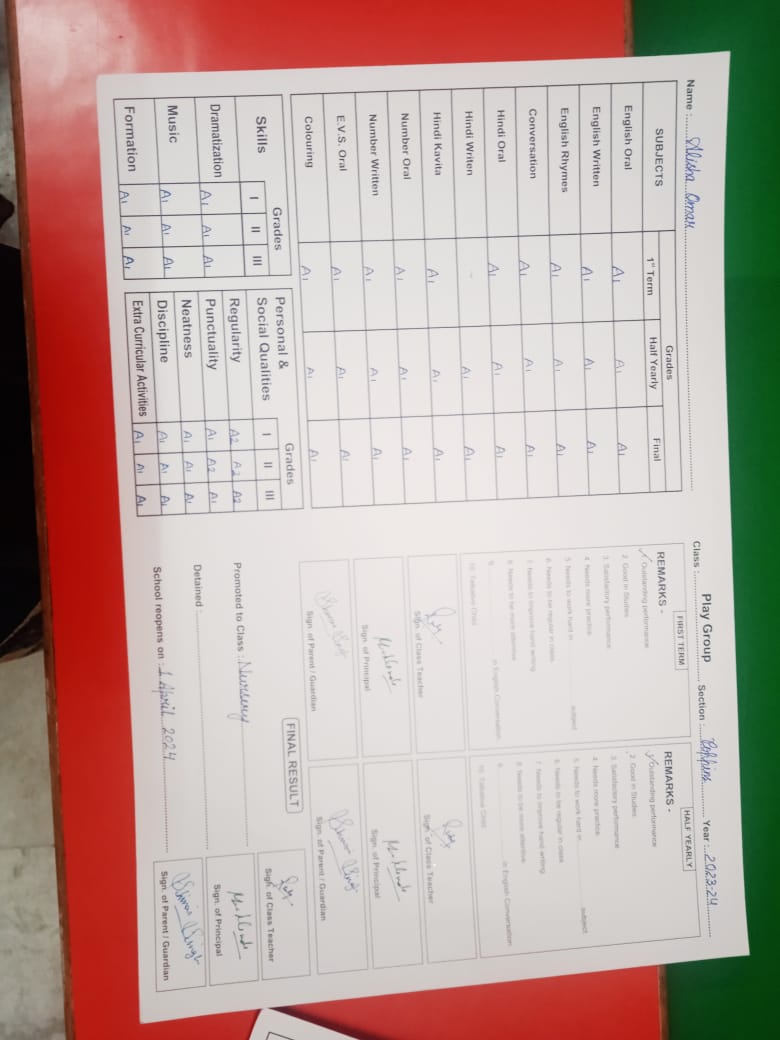 Name : Alisha Omar
Class : Play Group Section : Poppins Year : 2023-24
SUBJECTS Grades
1st Term Half Yearly Final
English Oral A1 A1 A1
English Written A1 A1 A1
English Rhymes A1 A1 A1
Conversation A1 A1 A1
Hindi Oral A1 A1 A1
Hindi Writen - A1 A1
Hindi Kavita A1 A1 A1
Number Oral A1 A1 A1
Number Written A1 A1 A1
E.V.S. Oral A1 A1 A1
Colouring A1 A1 A1
Skills Grades
I II III
Dramatization A1 A1 A1
Music A1 A1 A1
Formation A1 A1 A1
Personal & Social Qualities Grades
I II III
Regularity A2 A2 A2
Punctuality A1 A2 A1
Neatness A1 A1 A1
Discipline A1 A1 A1
Extra Curricular Activities A1 A1 A1
FIRST TERM
REMARKS -
✓ Outstanding performance
2. Good in Studies
3. Satisfactory performance
4. Needs more practice
5. Needs to work hard in ............ subject
6. Needs to be regular in class
7. Needs to improve hand writing
8. Needs to be more attentive
9. ............ in English Conversation
10. Talkative Child
Sign. of Class Teacher
Sign. of Principal
Sign. of Parent / Guardian
HALF YEARLY
REMARKS -
✓ Outstanding performance
2. Good in Studies
3. Satisfactory performance
4. Needs more practice
5. Needs to work hard in ............ subject
6. Needs to be regular in class
7. Needs to improve hand writing
8. Needs to be more attentive
9. ............ in English Conversation
10. Talkative Child
Sign. of Class Teacher
Sign. of Principal
Sign. of Parent / Guardian
FINAL RESULT
Promoted to Class : Nursery
Detained :
School reopens on : 1 April 2024
Sign. of Class Teacher
Sign. of Principal
Sign. of Parent / Guardian